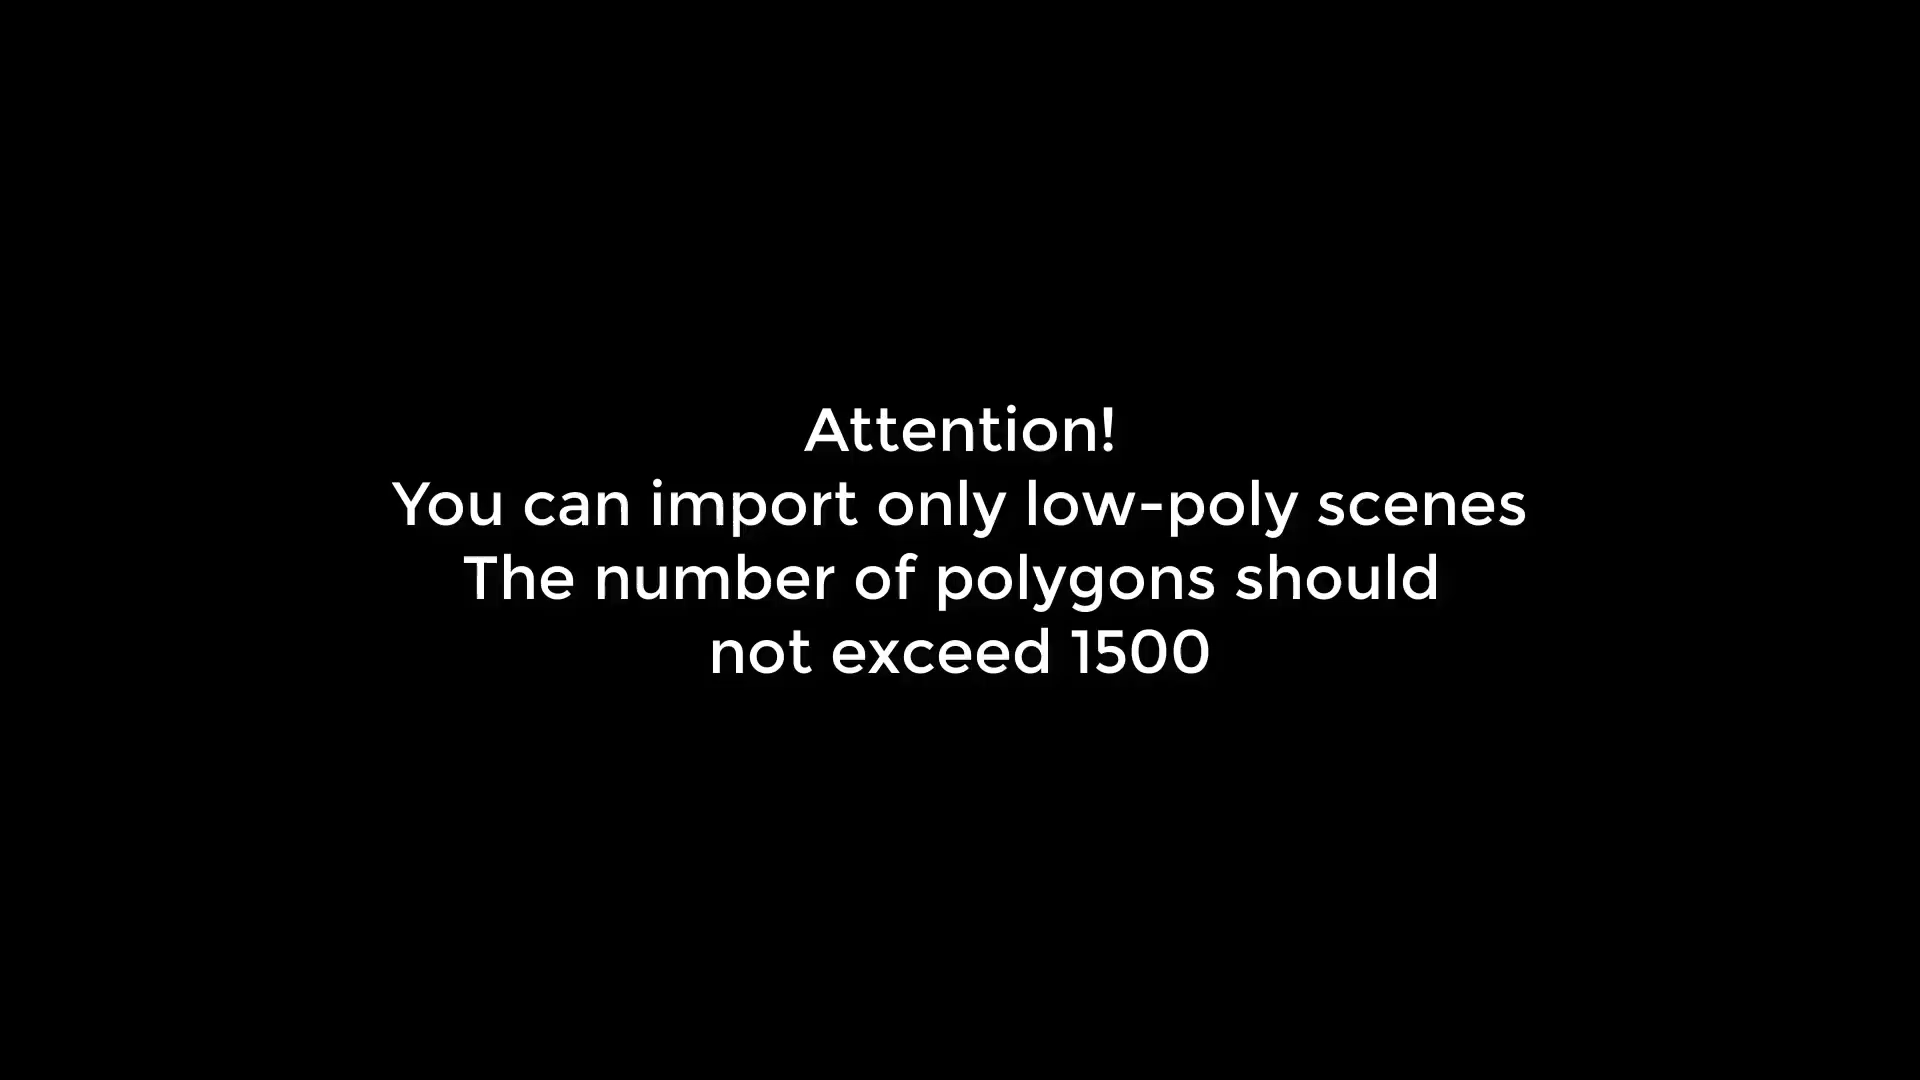 Attention!
You can import only low-poly scenes
The number of polygons should
not exceed 1500